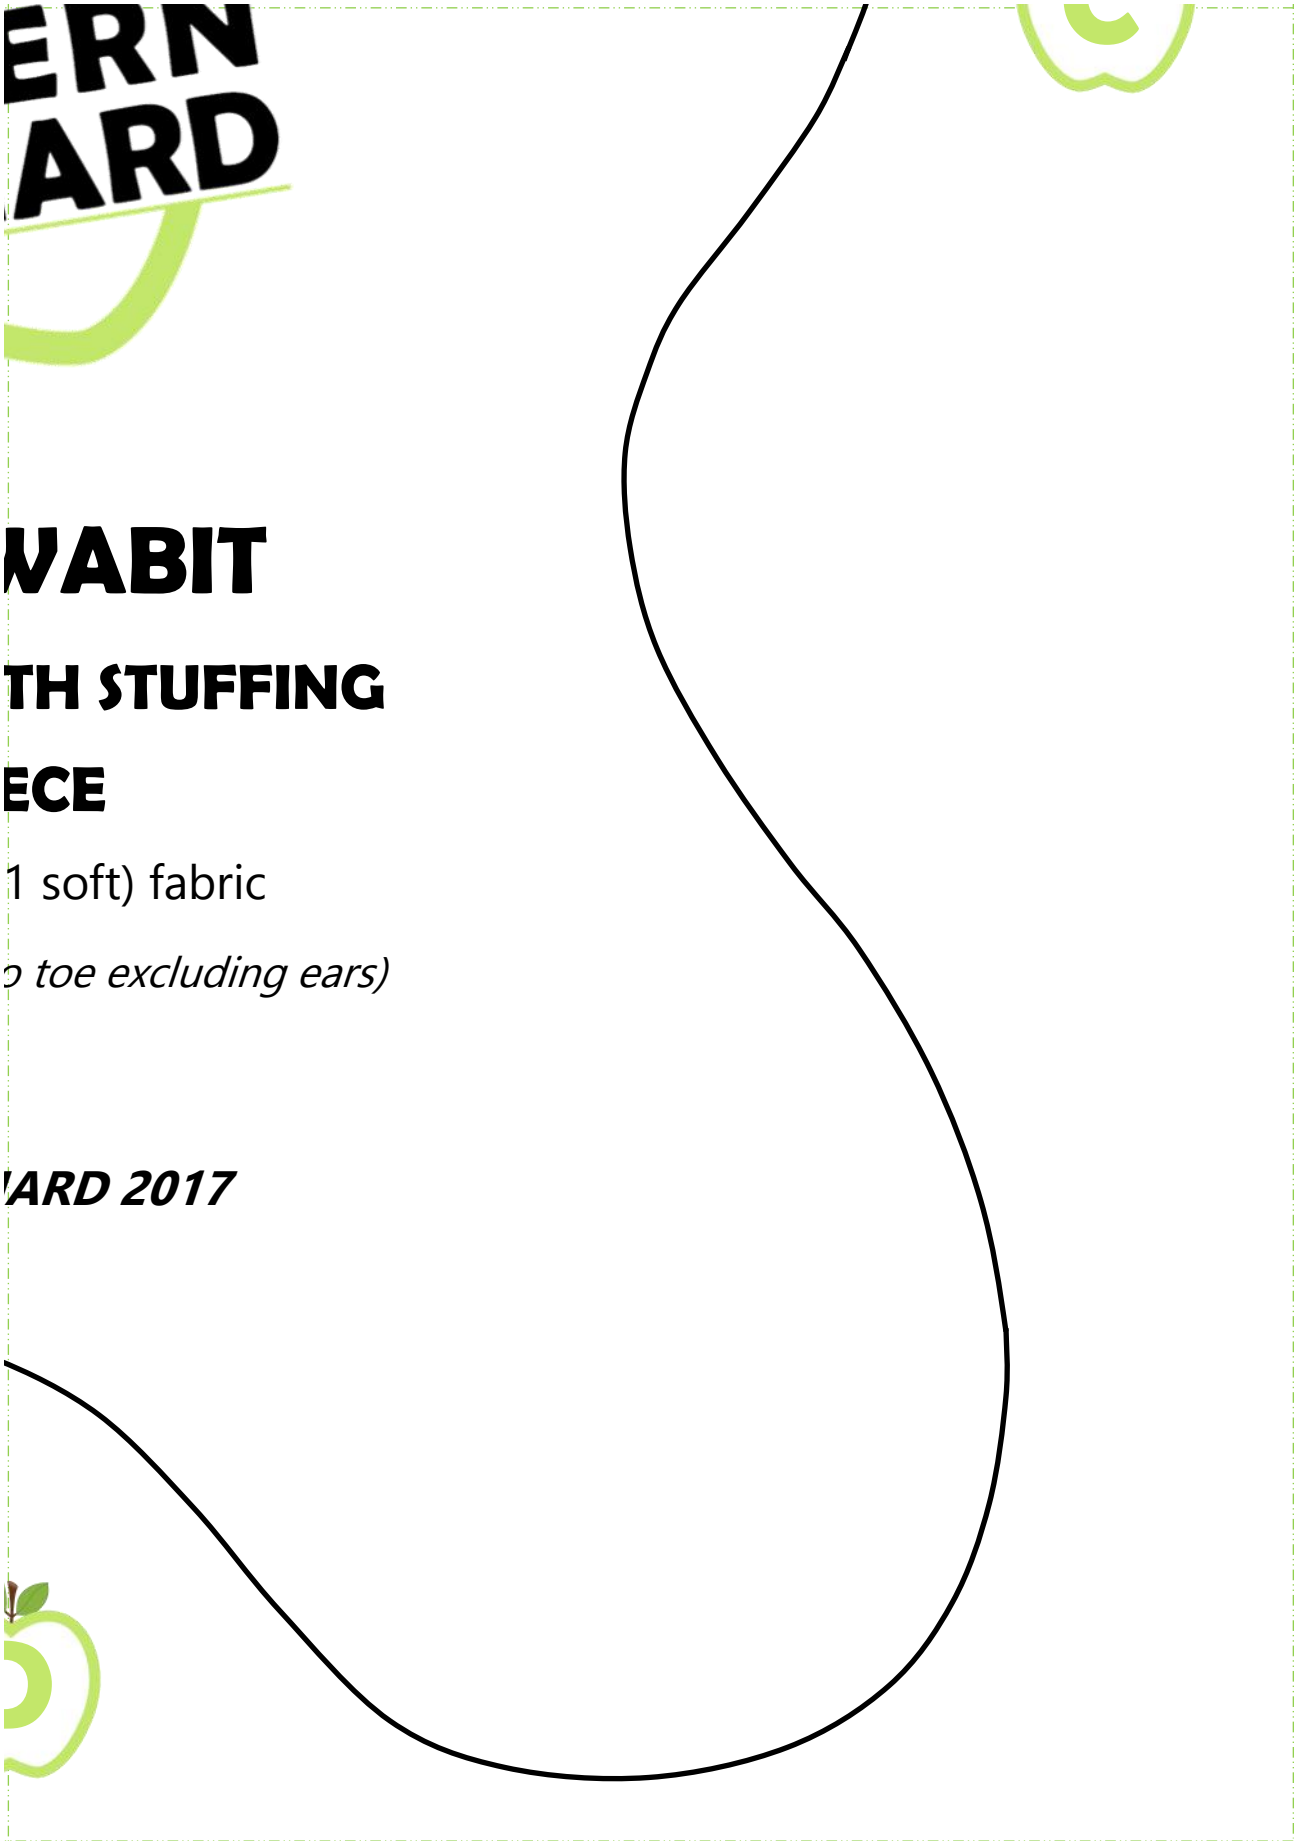 C
ERN
ARD
WABIT
TH STUFFING
ECE
1 soft) fabric
o toe excluding ears)
ARD 2017